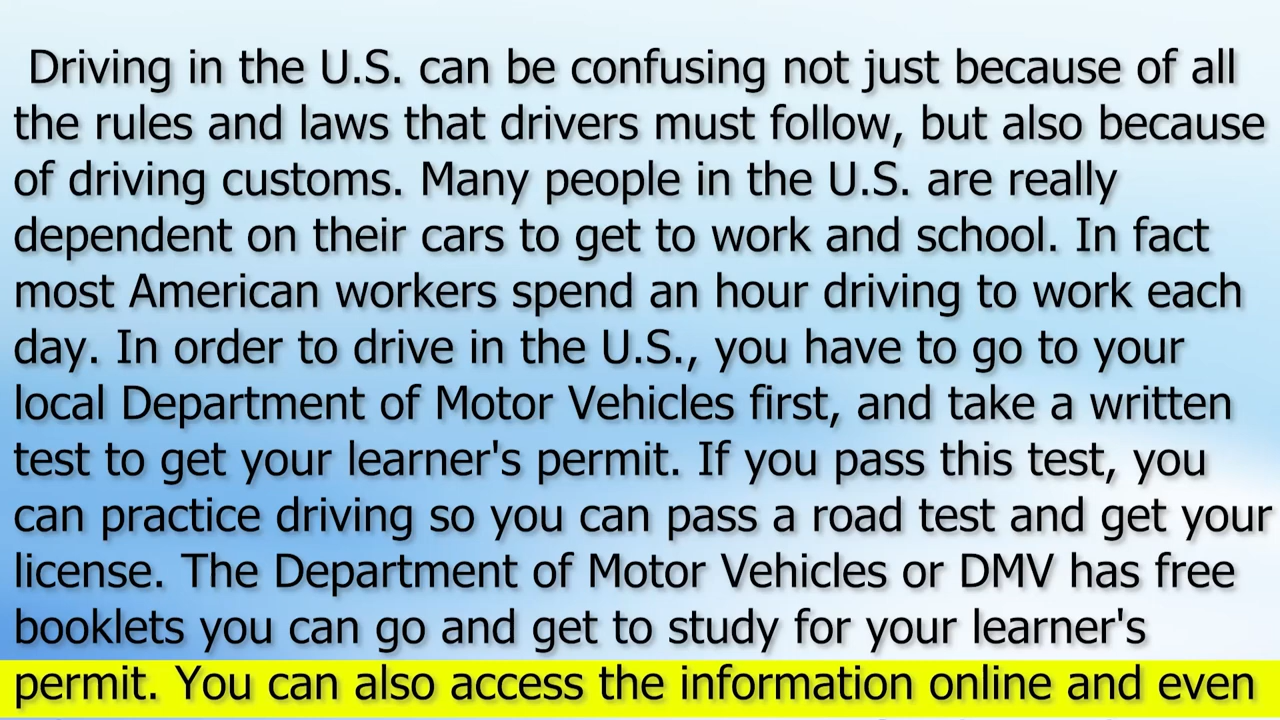 Driving in the U.S. can be confusing not just because of all
the rules and laws that drivers must follow, but also because
of driving customs. Many people in the U.S. are really
dependent on their cars to get to work and school. In fact
most American workers spend an hour driving to work each
day. In order to drive in the U.S., you have to go to your
local Department of Motor Vehicles first, and take a written
test to get your learner's permit. If you pass this test, you
can practice driving so you can pass a road test and get your
license. The Department of Motor Vehicles or DMV has free
booklets you can go and get to study for your learner's
permit. You can also access the information online and even